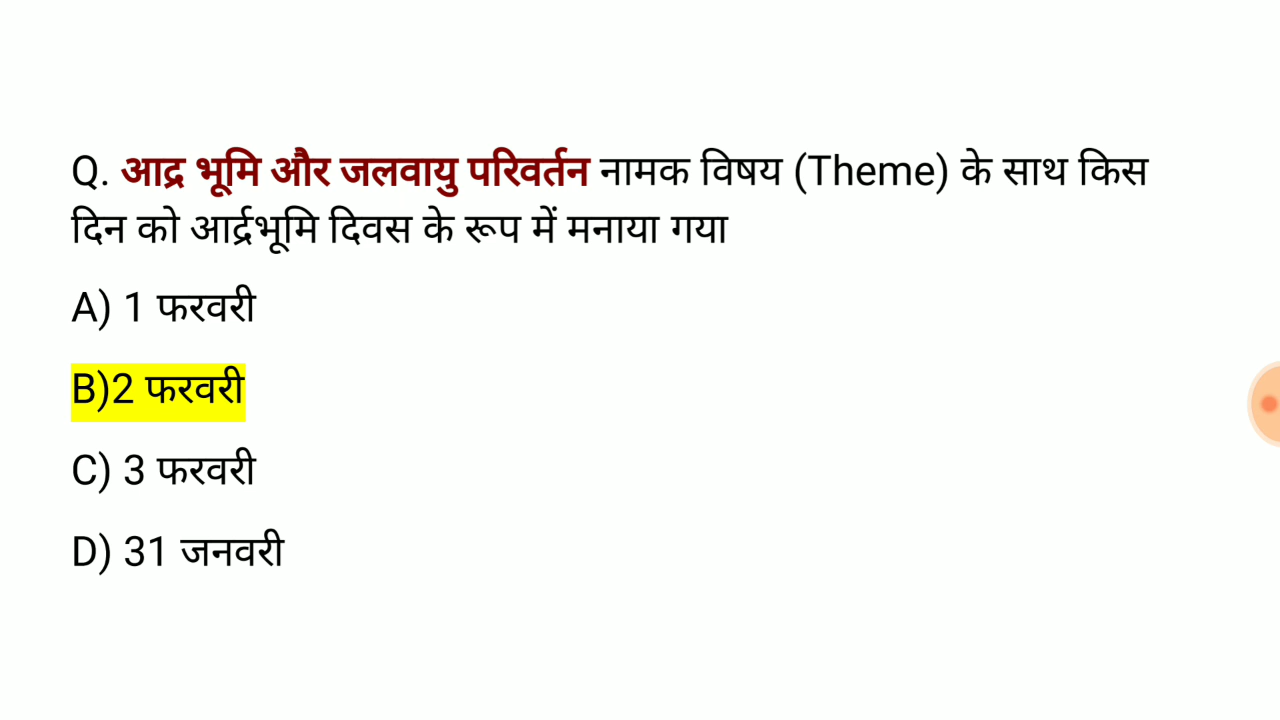 Q. आद्र भूमि और जलवायु परिवर्तन नामक विषय (Theme) के साथ किस
दिन को आर्द्रभूमि दिवस के रूप में मनाया गया
A) 1 फरवरी
B)2 फरवरी
C) 3 फरवरी
D) 31 जनवरी